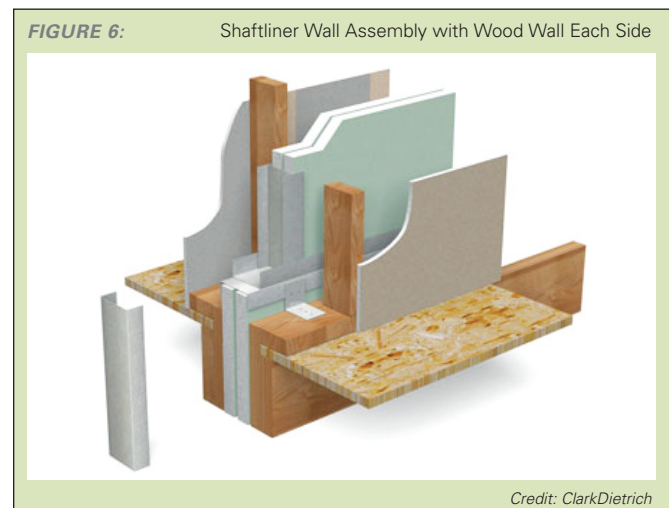 FIGURE 6: Shaftliner Wall Assembly with Wood Wall Each Side
Credit: ClarkDietrich